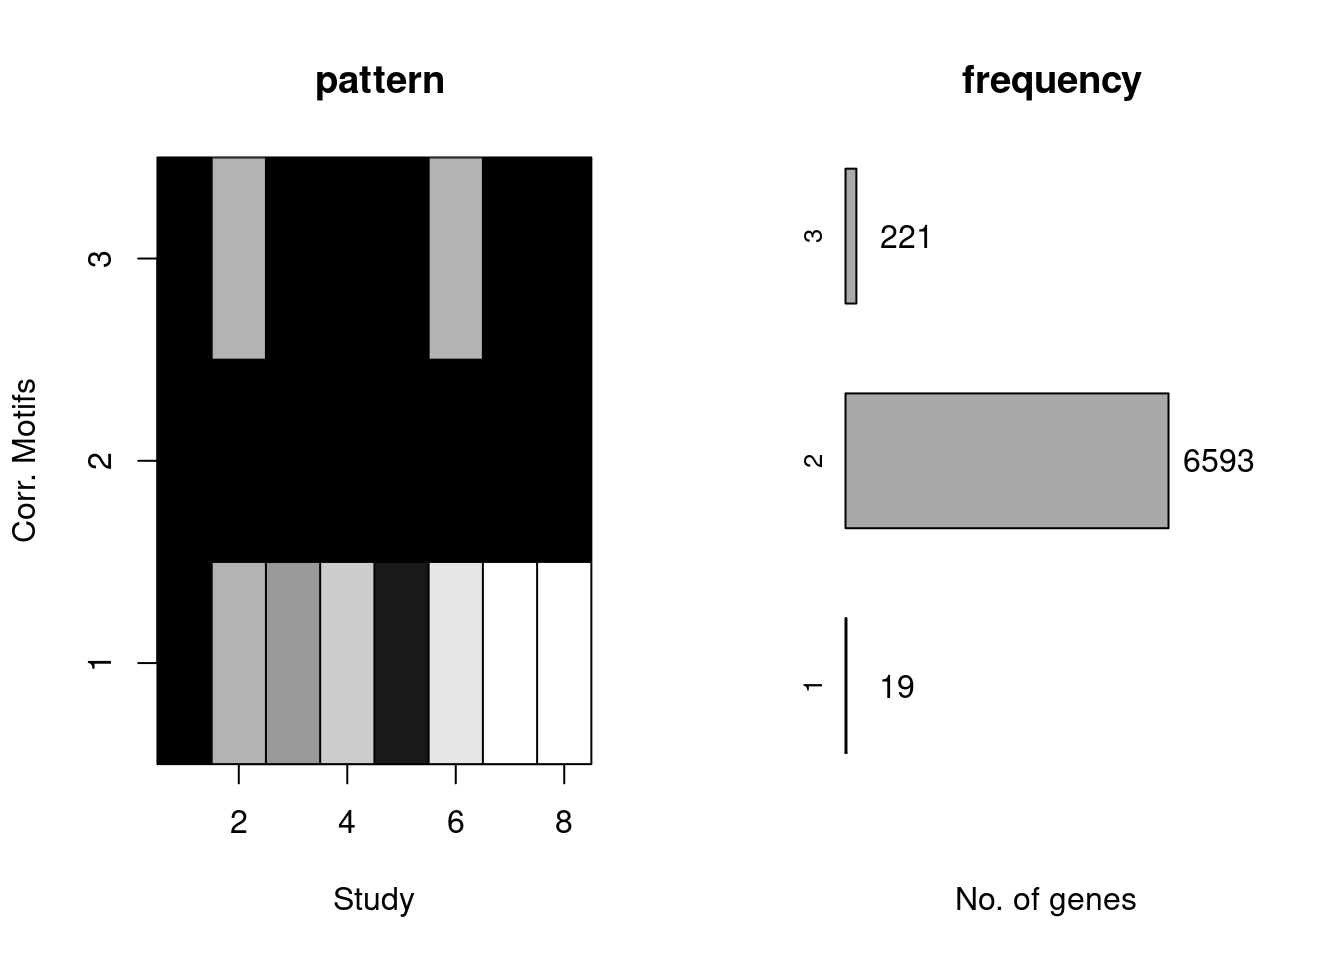 pattern
Corr. Motifs
3
2
1
2 4 6 8
Study
frequency
3
221
2
6593
1
19
No. of genes